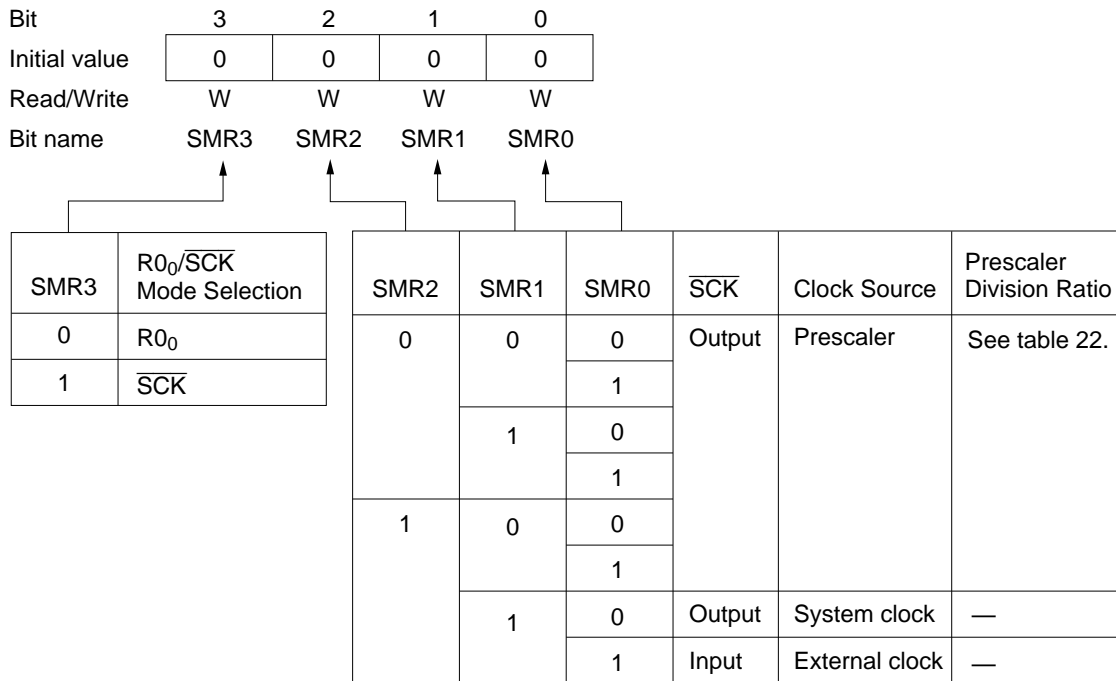 Bit 3 2 1 0
Initial value 0 0 0 0
Read/Write W W W W
Bit name SMR3 SMR2 SMR1 SMR0
SMR3 R0₀/S̅C̅K̅ Mode Selection
0 R0₀
1 S̅C̅K̅
SMR2 SMR1 SMR0 S̅C̅K̅ Clock Source Prescaler Division Ratio
0 0 0 Output Prescaler See table 22.
1
1 0
1
1 0 0
1
1 0 Output System clock —
1 Input External clock —